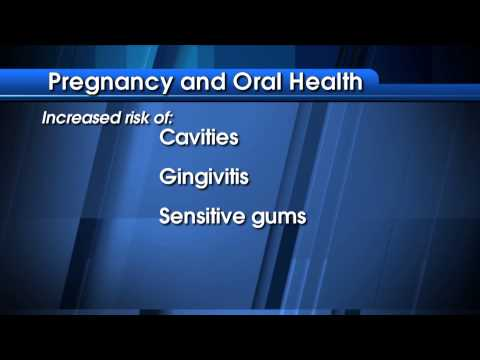 Pregnancy and Oral Health
Increased risk of:
Cavities
Gingivitis
Sensitive gums